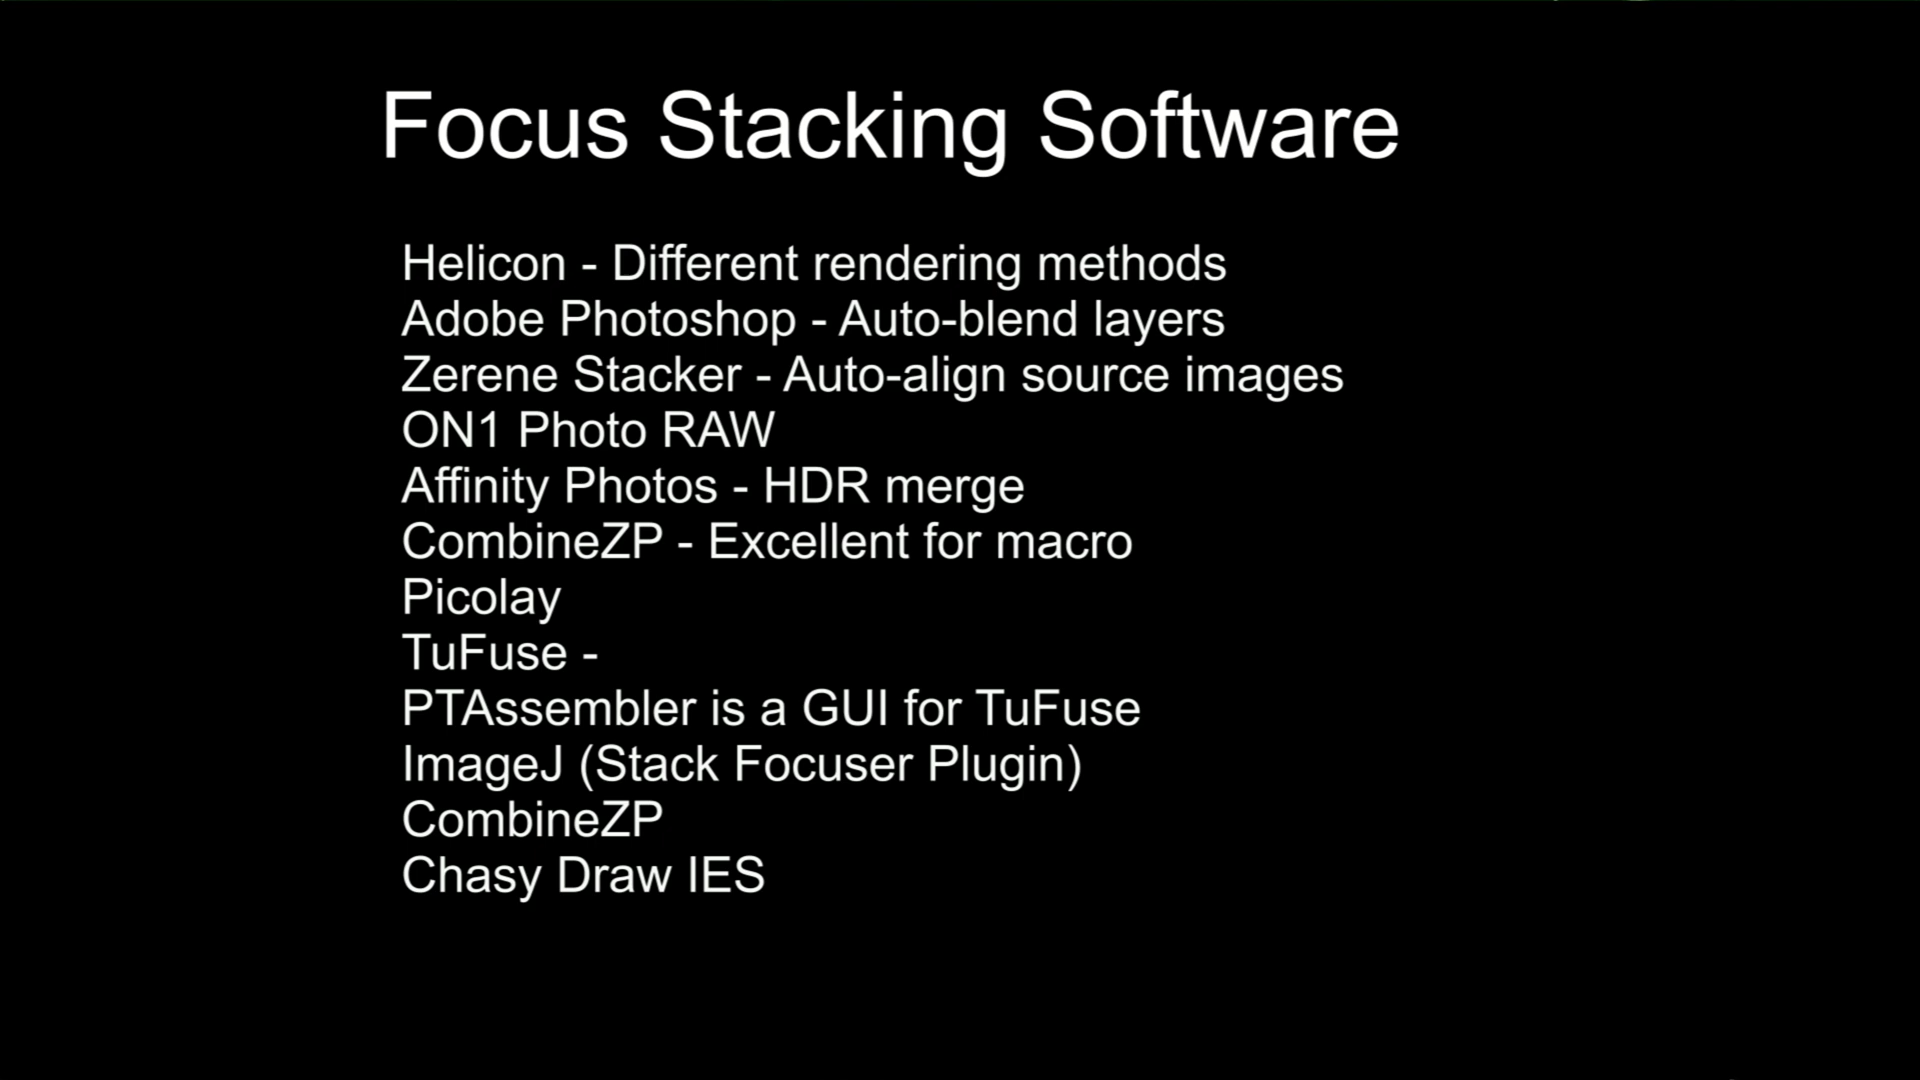 Focus Stacking Software
Helicon - Different rendering methods
Adobe Photoshop - Auto-blend layers
Zerene Stacker - Auto-align source images
ON1 Photo RAW
Affinity Photos - HDR merge
CombineZP - Excellent for macro
Picolay
TuFuse -
PTAssembler is a GUI for TuFuse
ImageJ (Stack Focuser Plugin)
CombineZP
Chasy Draw IES